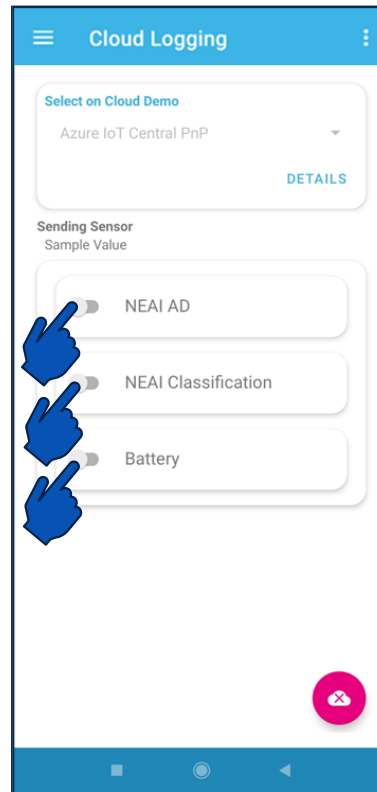 Cloud Logging
Select on Cloud Demo
Azure IoT Central PnP
DETAILS
Sending Sensor
Sample Value
NEAI AD
NEAI Classification
Battery